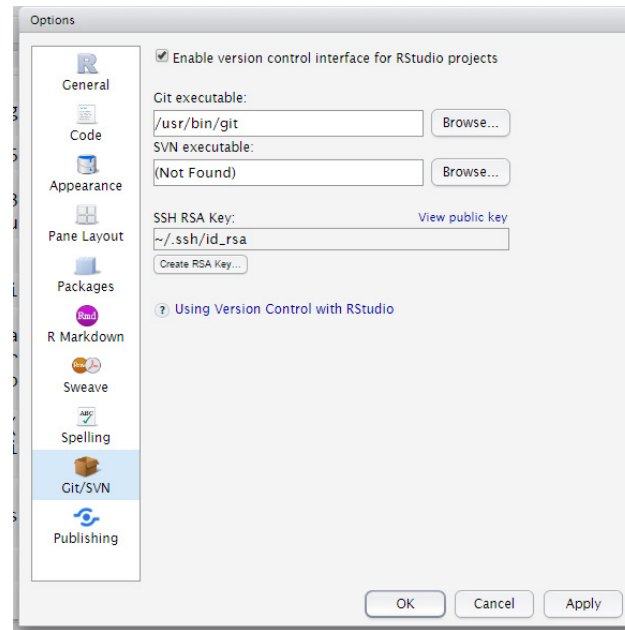 Options
R
General
Code
Appearance
Pane Layout
Packages
Rmd
R Markdown
Sweave
ABC
Spelling
Git/SVN
Publishing
Enable version control interface for RStudio projects
Git executable:
/usr/bin/git
Browse...
SVN executable:
(Not Found)
Browse...
SSH RSA Key:
View public key
~/.ssh/id_rsa
Create RSA Key...
? Using Version Control with RStudio
OK
Cancel
Apply